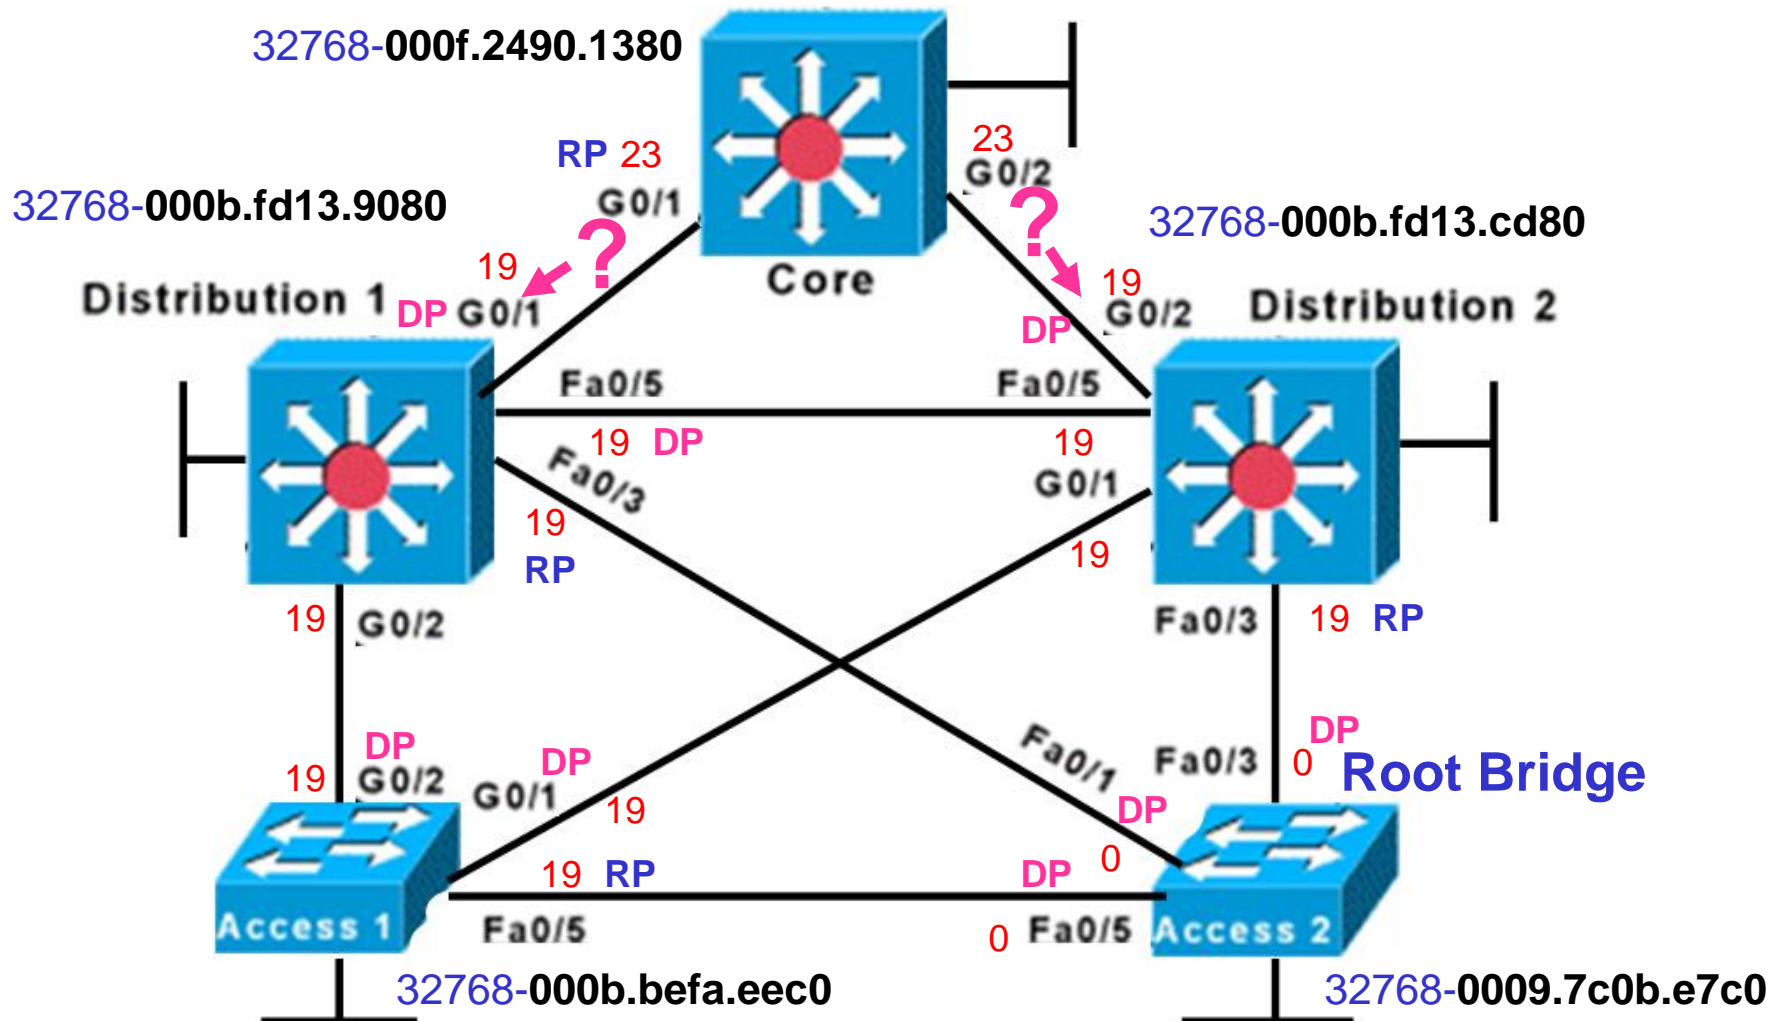 32768-000f.2490.1380
RP 23
23
G0/1
G0/2
?
?
32768-000b.fd13.9080
32768-000b.fd13.cd80
Core
19
19
Distribution 1
DP G0/1
G0/2
Distribution 2
DP
Fa0/5
Fa0/5
19 DP
19
Fa0/3
G0/1
19
19
RP
19
G0/2
Fa0/3
19 RP
DP
DP
DP
Fa0/1
Fa0/3
0
Root Bridge
19
G0/2
G0/1
19
DP
19 RP
DP
0
Access 1
Fa0/5
0
Fa0/5
Access 2
32768-000b.befa.eec0
32768-0009.7c0b.e7c0